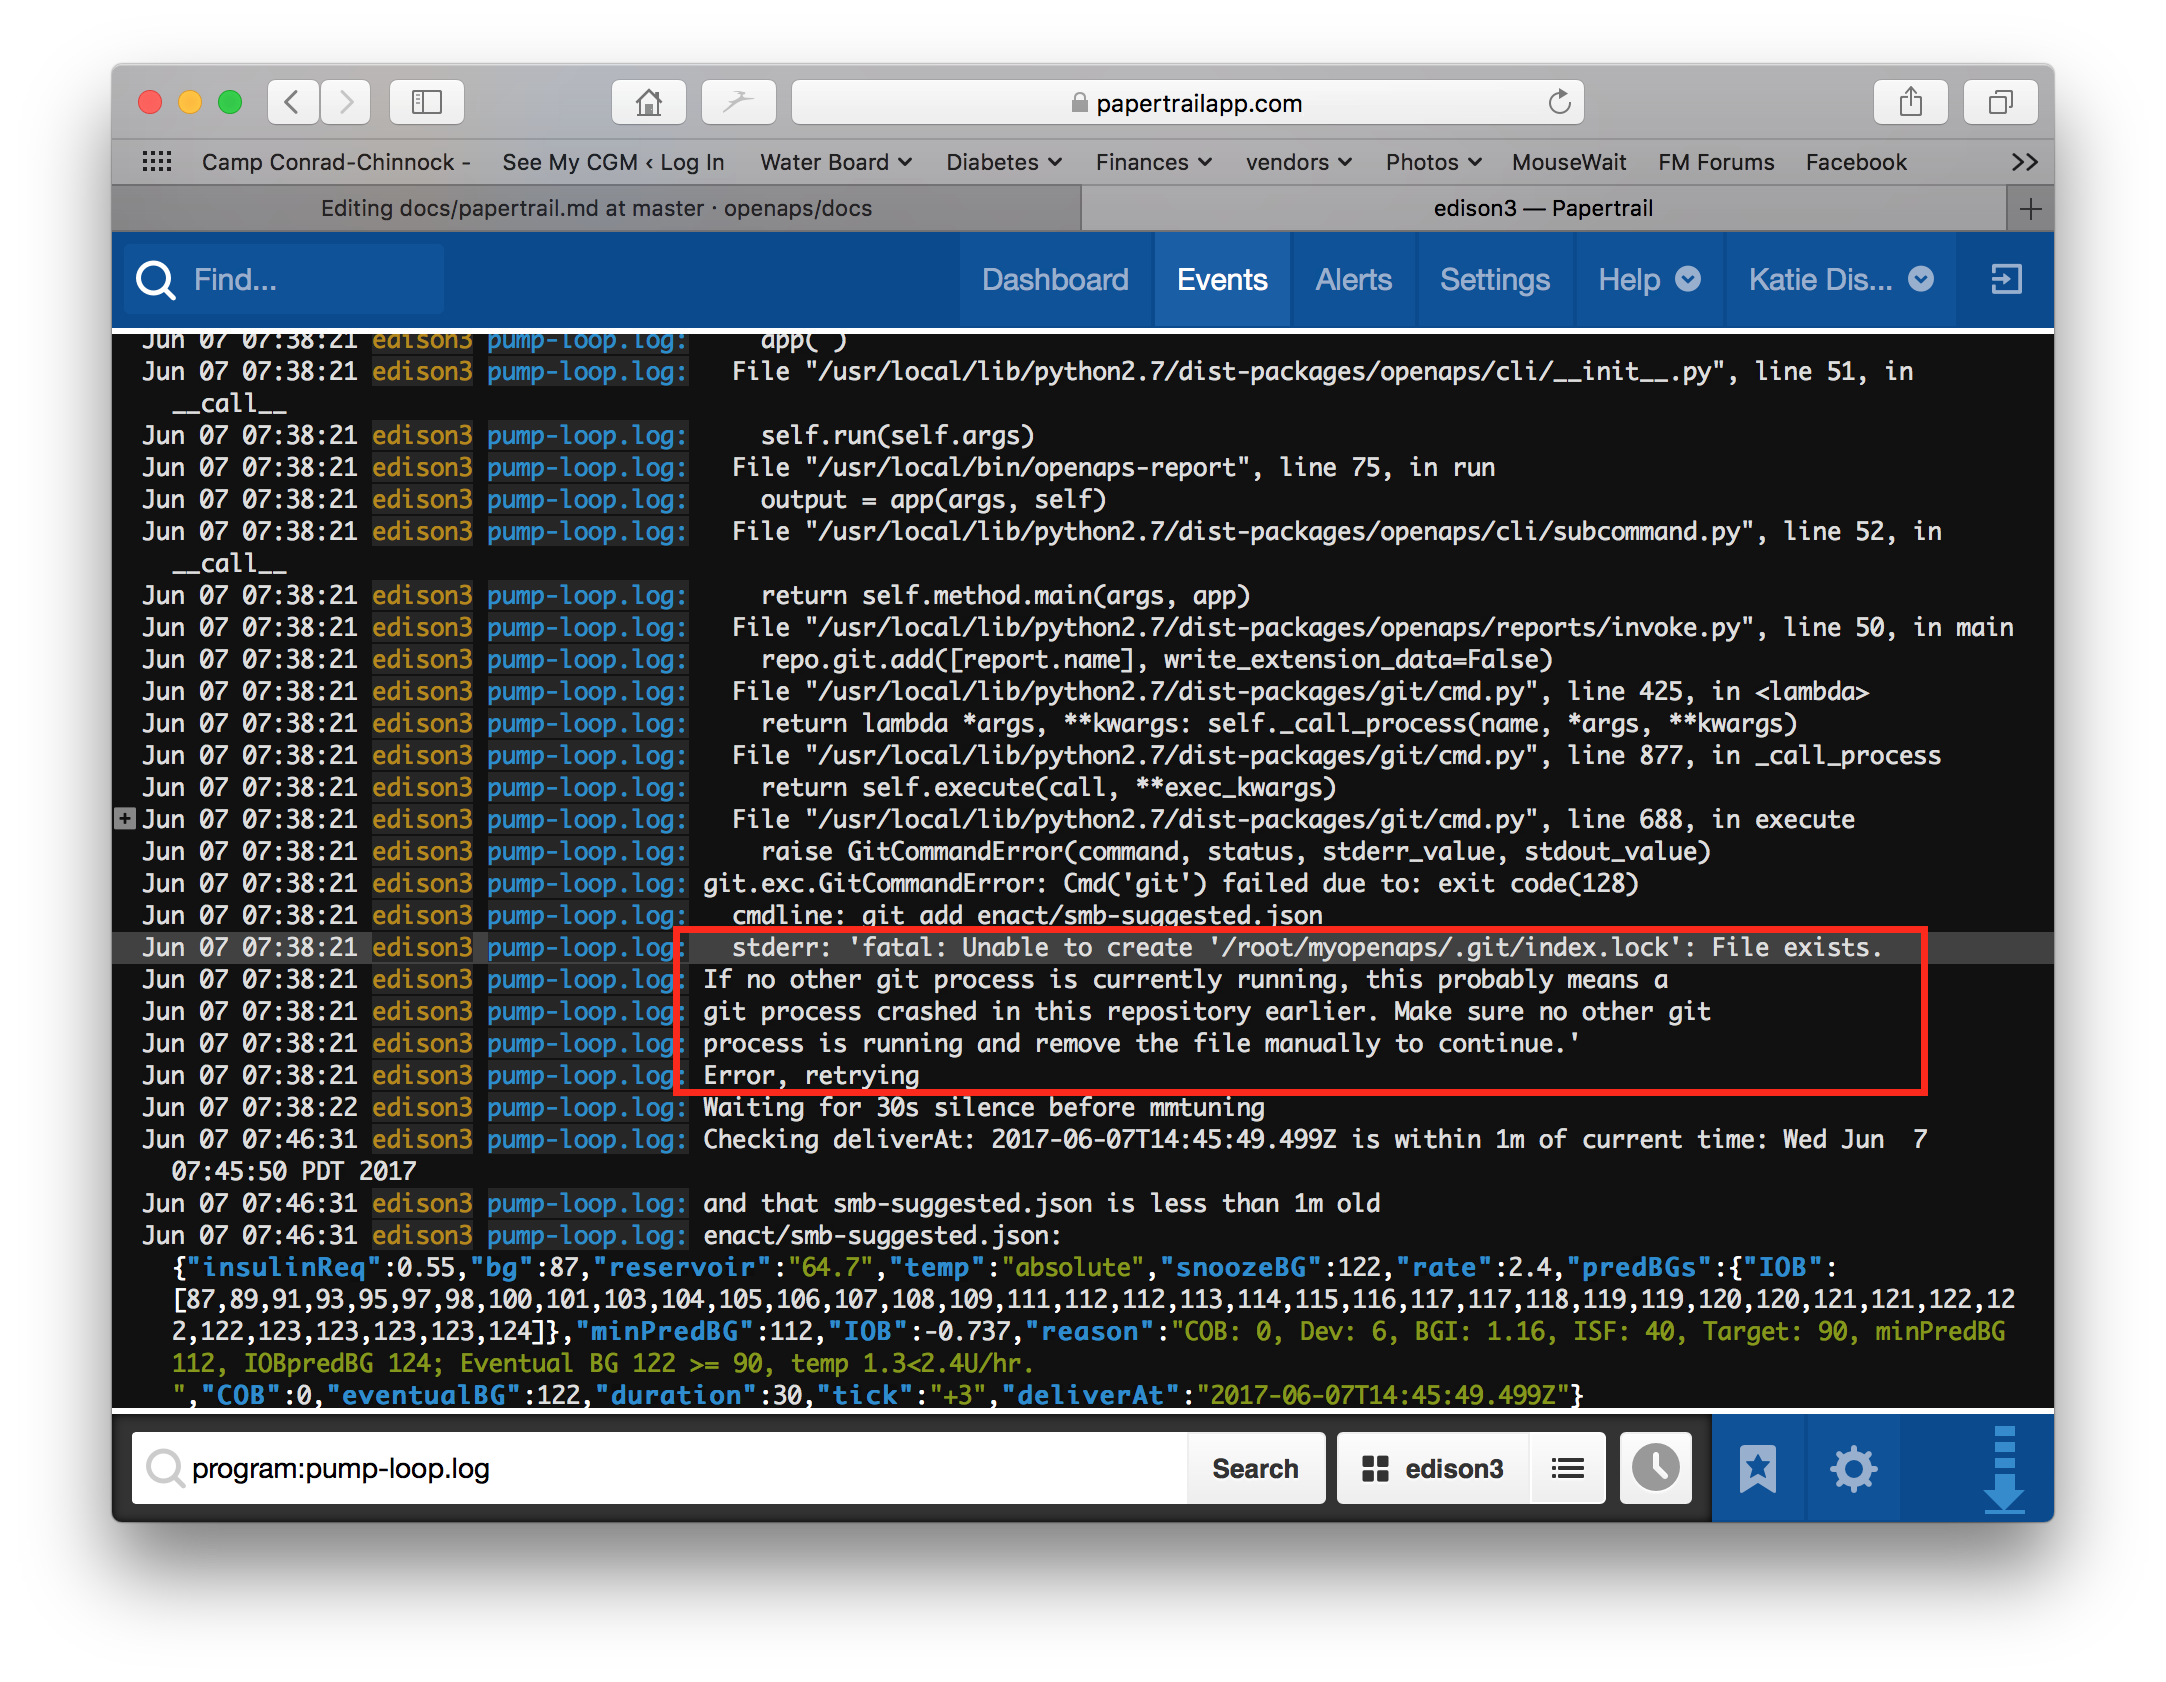 papertrailapp.com
Camp Conrad-Chinnock - See My CGM ‹ Log In Water Board Diabetes Finances vendors Photos MouseWait FM Forums Facebook >>
Editing docs/papertrail.md at master · openaps/docs edison3 — Papertrail
Find... Dashboard Events Alerts Settings Help Katie Dis...
Jun 07 07:38:21 edison3 pump-loop.log: app( )
Jun 07 07:38:21 edison3 pump-loop.log: File "/usr/local/lib/python2.7/dist-packages/openaps/cli/__init__.py", line 51, in
__call__
Jun 07 07:38:21 edison3 pump-loop.log: self.run(self.args)
Jun 07 07:38:21 edison3 pump-loop.log: File "/usr/local/bin/openaps-report", line 75, in run
Jun 07 07:38:21 edison3 pump-loop.log: output = app(args, self)
Jun 07 07:38:21 edison3 pump-loop.log: File "/usr/local/lib/python2.7/dist-packages/openaps/cli/subcommand.py", line 52, in
__call__
Jun 07 07:38:21 edison3 pump-loop.log: return self.method.main(args, app)
Jun 07 07:38:21 edison3 pump-loop.log: File "/usr/local/lib/python2.7/dist-packages/openaps/reports/invoke.py", line 50, in main
Jun 07 07:38:21 edison3 pump-loop.log: repo.git.add([report.name], write_extension_data=False)
Jun 07 07:38:21 edison3 pump-loop.log: File "/usr/local/lib/python2.7/dist-packages/git/cmd.py", line 425, in <lambda>
Jun 07 07:38:21 edison3 pump-loop.log: return lambda *args, **kwargs: self._call_process(name, *args, **kwargs)
Jun 07 07:38:21 edison3 pump-loop.log: File "/usr/local/lib/python2.7/dist-packages/git/cmd.py", line 877, in _call_process
Jun 07 07:38:21 edison3 pump-loop.log: return self.execute(call, **exec_kwargs)
Jun 07 07:38:21 edison3 pump-loop.log: File "/usr/local/lib/python2.7/dist-packages/git/cmd.py", line 688, in execute
Jun 07 07:38:21 edison3 pump-loop.log: raise GitCommandError(command, status, stderr_value, stdout_value)
Jun 07 07:38:21 edison3 pump-loop.log: git.exc.GitCommandError: Cmd('git') failed due to: exit code(128)
Jun 07 07:38:21 edison3 pump-loop.log: cmdline: git add enact/smb-suggested.json
Jun 07 07:38:21 edison3 pump-loop.log: stderr: 'fatal: Unable to create '/root/myopenaps/.git/index.lock': File exists.
Jun 07 07:38:21 edison3 pump-loop.log: If no other git process is currently running, this probably means a
Jun 07 07:38:21 edison3 pump-loop.log: git process crashed in this repository earlier. Make sure no other git
Jun 07 07:38:21 edison3 pump-loop.log: process is running and remove the file manually to continue.'
Jun 07 07:38:21 edison3 pump-loop.log: Error, retrying
Jun 07 07:38:22 edison3 pump-loop.log: Waiting for 30s silence before mmtuning
Jun 07 07:46:31 edison3 pump-loop.log: Checking deliverAt: 2017-06-07T14:45:49.499Z is within 1m of current time: Wed Jun 7
07:45:50 PDT 2017
Jun 07 07:46:31 edison3 pump-loop.log: and that smb-suggested.json is less than 1m old
Jun 07 07:46:31 edison3 pump-loop.log: enact/smb-suggested.json:
{"insulinReq":0.55,"bg":87,"reservoir":"64.7","temp":"absolute","snoozeBG":122,"rate":2.4,"predBGs":{"IOB":
[87,89,91,93,95,97,98,100,101,103,104,105,106,107,108,109,111,112,112,113,114,115,116,117,117,118,119,119,120,120,121,121,122,12
2,122,123,123,123,123,124]},"minPredBG":112,"IOB":-0.737,"reason":"COB: 0, Dev: 6, BGI: 1.16, ISF: 40, Target: 90, minPredBG
112, IOBpredBG 124; Eventual BG 122 >= 90, temp 1.3<2.4U/hr.
","COB":0,"eventualBG":122,"duration":30,"tick":"+3","deliverAt":"2017-06-07T14:45:49.499Z"}
program:pump-loop.log Search edison3